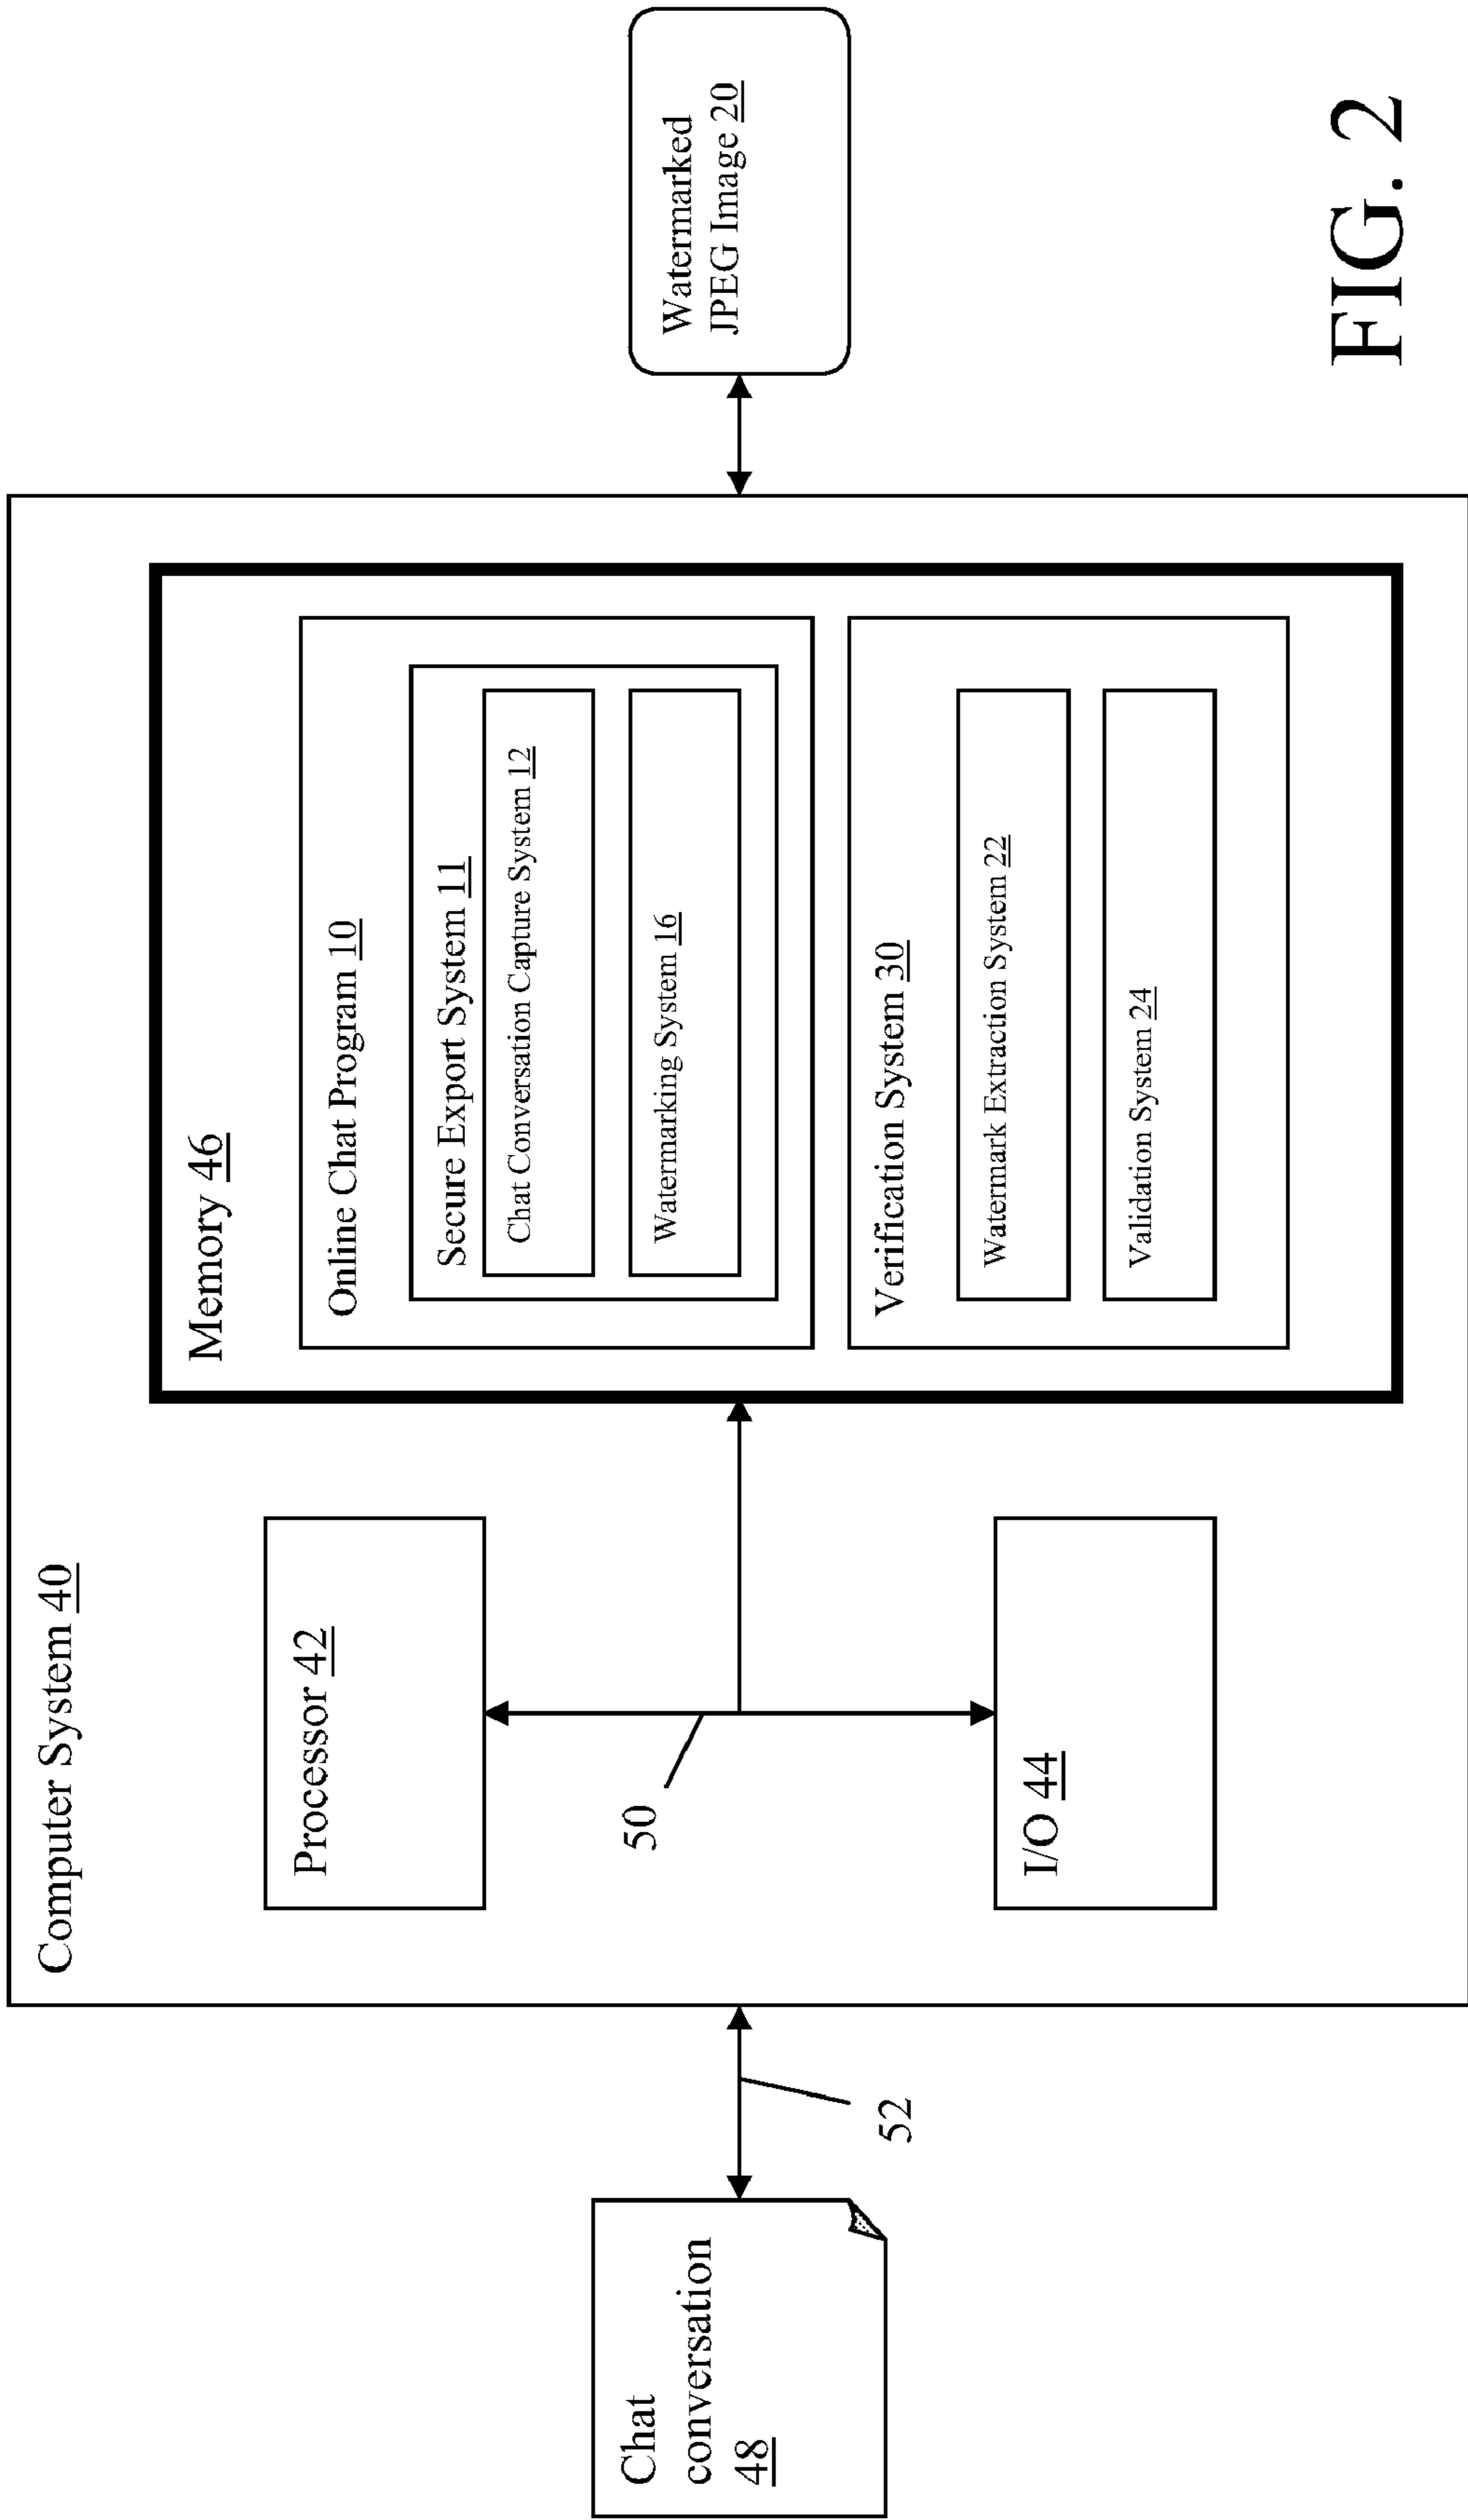 Computer System 40
Processor 42
50
I/O 44
Memory 46
Online Chat Program 10
Secure Export System 11
Chat Conversation Capture System 12
Watermarking System 16
Verification System 30
Watermark Extraction System 22
Validation System 24
Chat
conversation
48
52
Watermarked
JPEG Image 20
FIG. 2